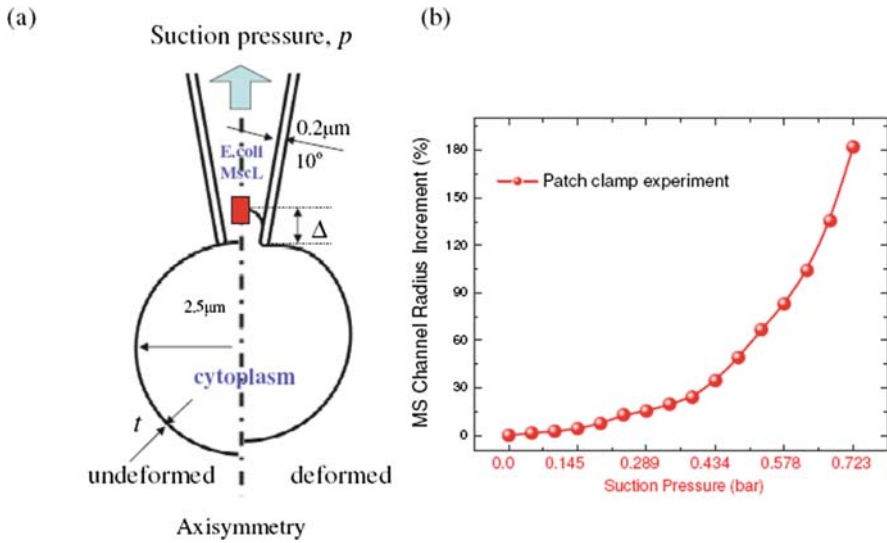 (a)
Suction pressure, p
0.2μm
E.coli
MscL
10°
Δ
2.5μm
cytoplasm
t
undeformed
deformed
Axisymmetry
(b)
MS Channel Radius Increment (%)
180
150
120
90
60
30
0
Patch clamp experiment
0.0
0.145
0.289
0.434
0.578
0.723
Suction Pressure (bar)